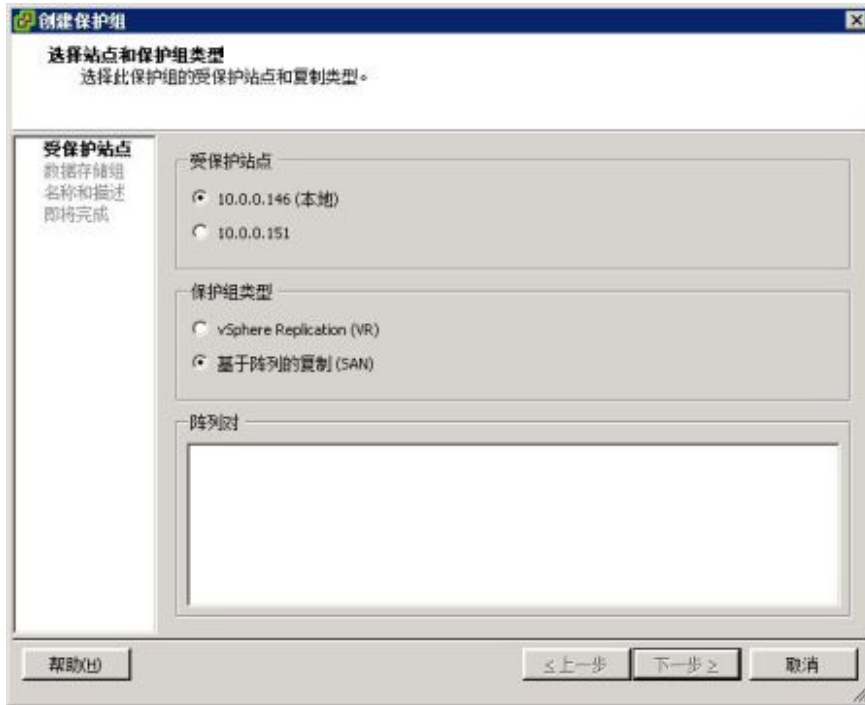 创建保护组
选择站点和保护组类型
选择此保护组的受保护站点和复制类型。
受保护站点
数据存储组
名称和描述
即将完成
受保护站点
10.0.0.146 (本地)
10.0.0.151
保护组类型
vSphere Replication (VR)
基于阵列的复制 (SAN)
阵列对
帮助(H)
≤上一步
下一步≥
取消